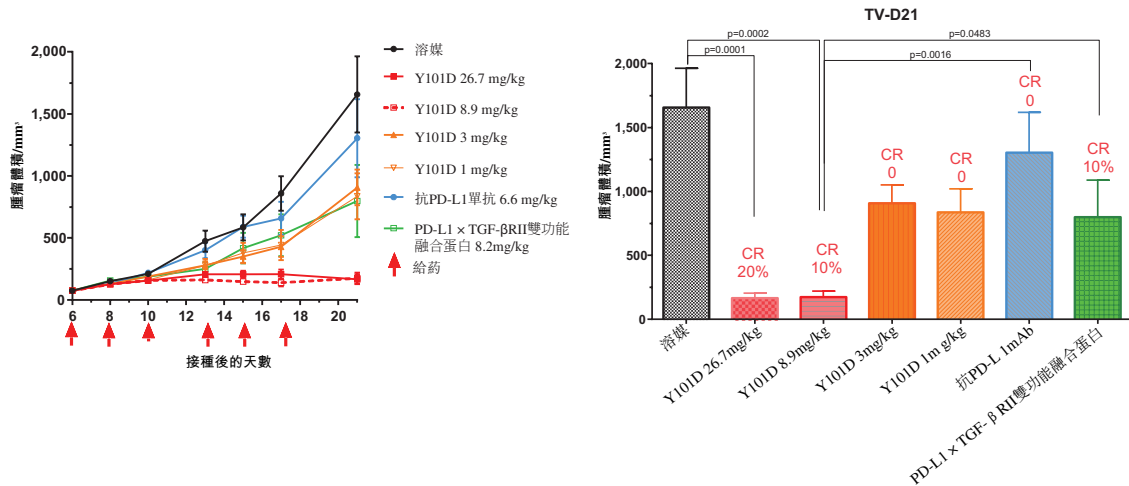 2,000
1,500
1,000
500
0
腫瘤體積/mm³
6 8 10 12 14 16 18 20
接種後的天數
溶媒
Y101D 26.7 mg/kg
Y101D 8.9 mg/kg
Y101D 3 mg/kg
Y101D 1 mg/kg
抗PD-L1單抗 6.6 mg/kg
PD-L1 × TGF-βRII雙功能
融合蛋白 8.2mg/kg
給药
TV-D21
p=0.0002
p=0.0483
p=0.0001
p=0.0016
2,000
1,500
1,000
500
0
腫瘤體積/mm³
CR
20%
CR
10%
CR
0
CR
0
CR
0
CR
10%
溶媒
Y101D 26.7mg/kg
Y101D 8.9mg/kg
Y101D 3mg/kg
Y101D 1m g/kg
抗PD-L 1mAb
PD-L1 × TGF- β RII雙功能融合蛋白